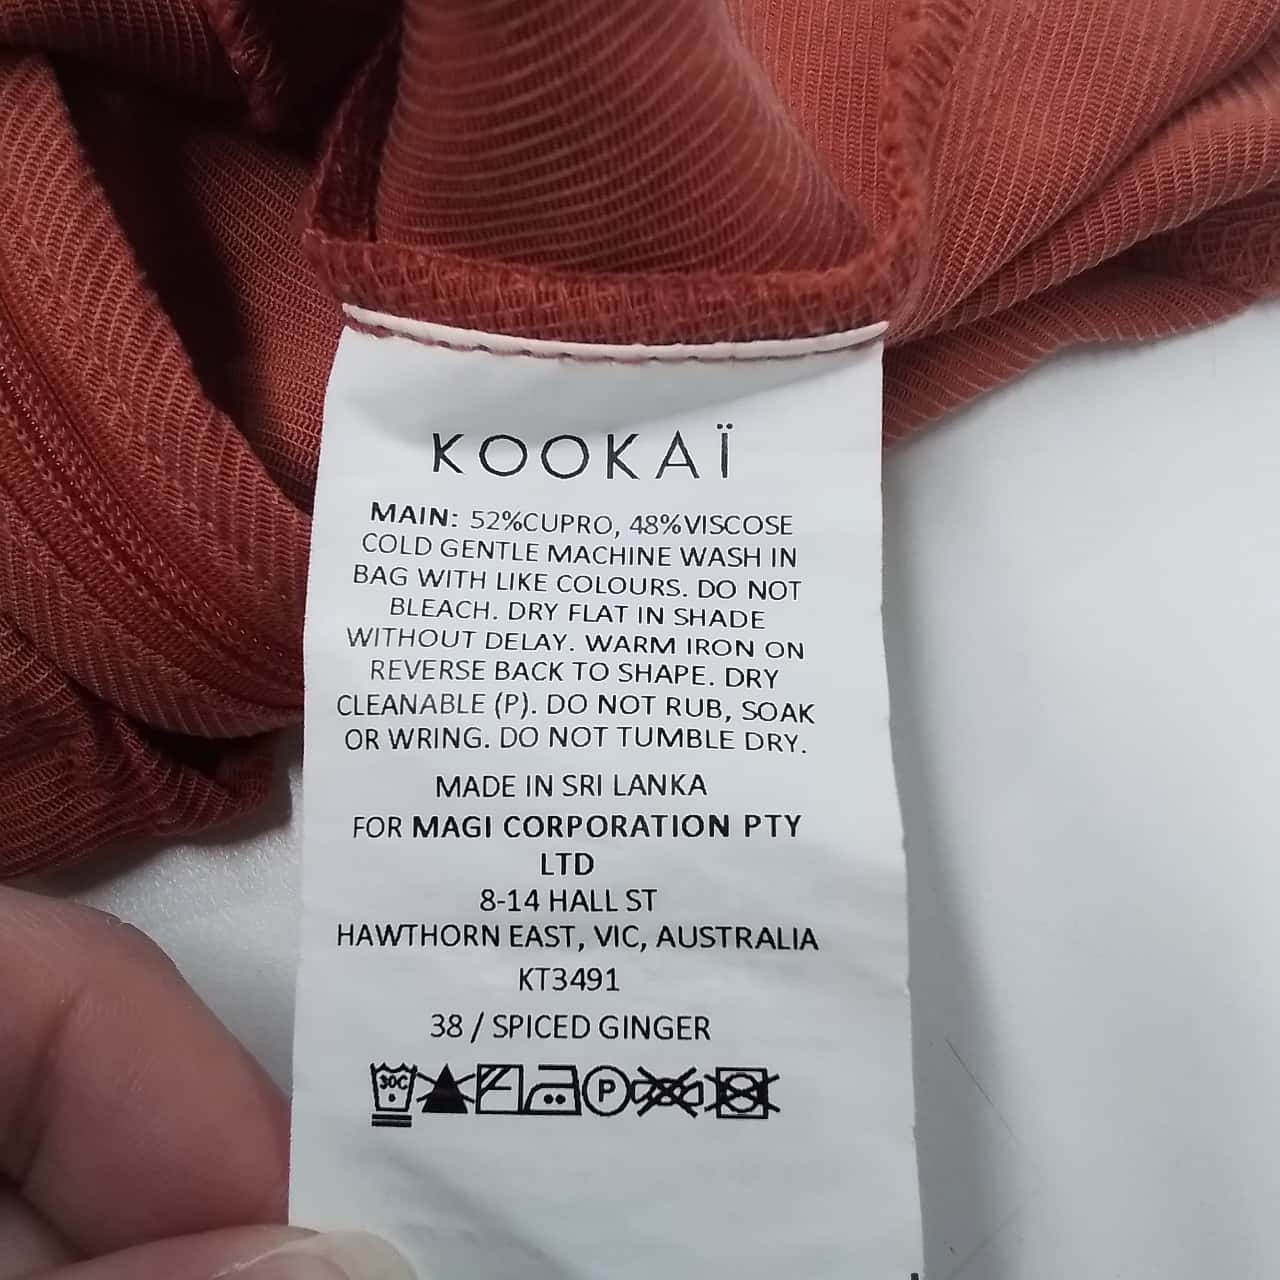 KOOKAÏ
MAIN: 52%CUPRO, 48%VISCOSE
COLD GENTLE MACHINE WASH IN
BAG WITH LIKE COLOURS. DO NOT
BLEACH. DRY FLAT IN SHADE
WITHOUT DELAY. WARM IRON ON
REVERSE BACK TO SHAPE. DRY
CLEANABLE (P). DO NOT RUB, SOAK
OR WRING. DO NOT TUMBLE DRY.
MADE IN SRI LANKA
FOR MAGI CORPORATION PTY
LTD
8-14 HALL ST
HAWTHORN EAST, VIC, AUSTRALIA
KT3491
38 / SPICED GINGER
30C P